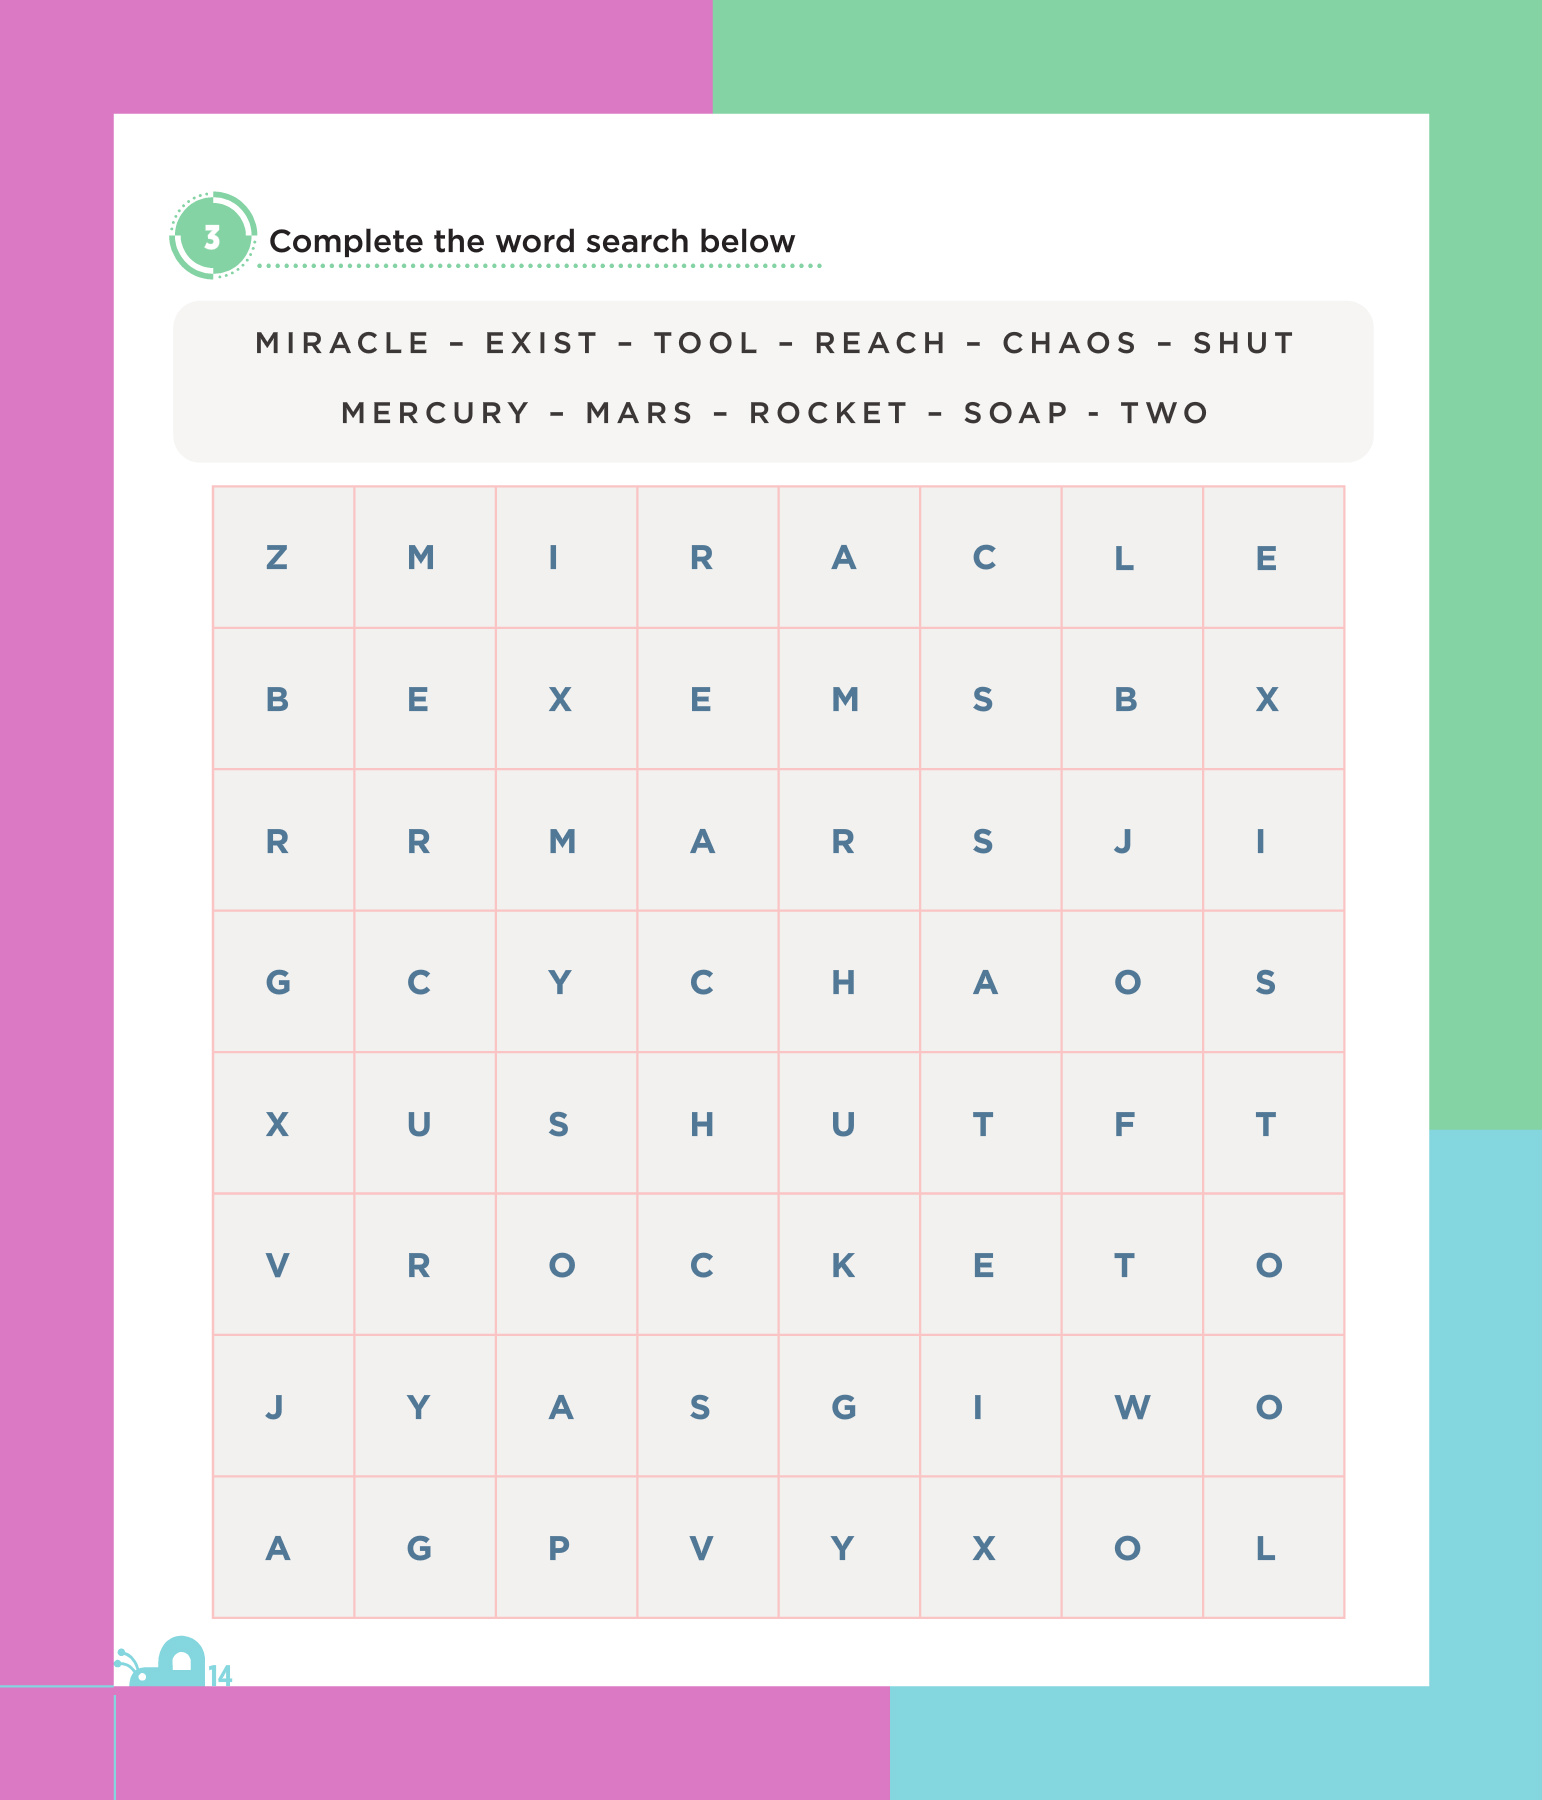 3
Complete the word search below
MIRACLE – EXIST – TOOL – REACH – CHAOS – SHUT
MERCURY – MARS – ROCKET – SOAP - TWO
Z M I R A C L E
B E X E M S B X
R R M A R S J I
G C Y C H A O S
X U S H U T F T
V R O C K E T O
J Y A S G I W O
A G P V Y X O L
14